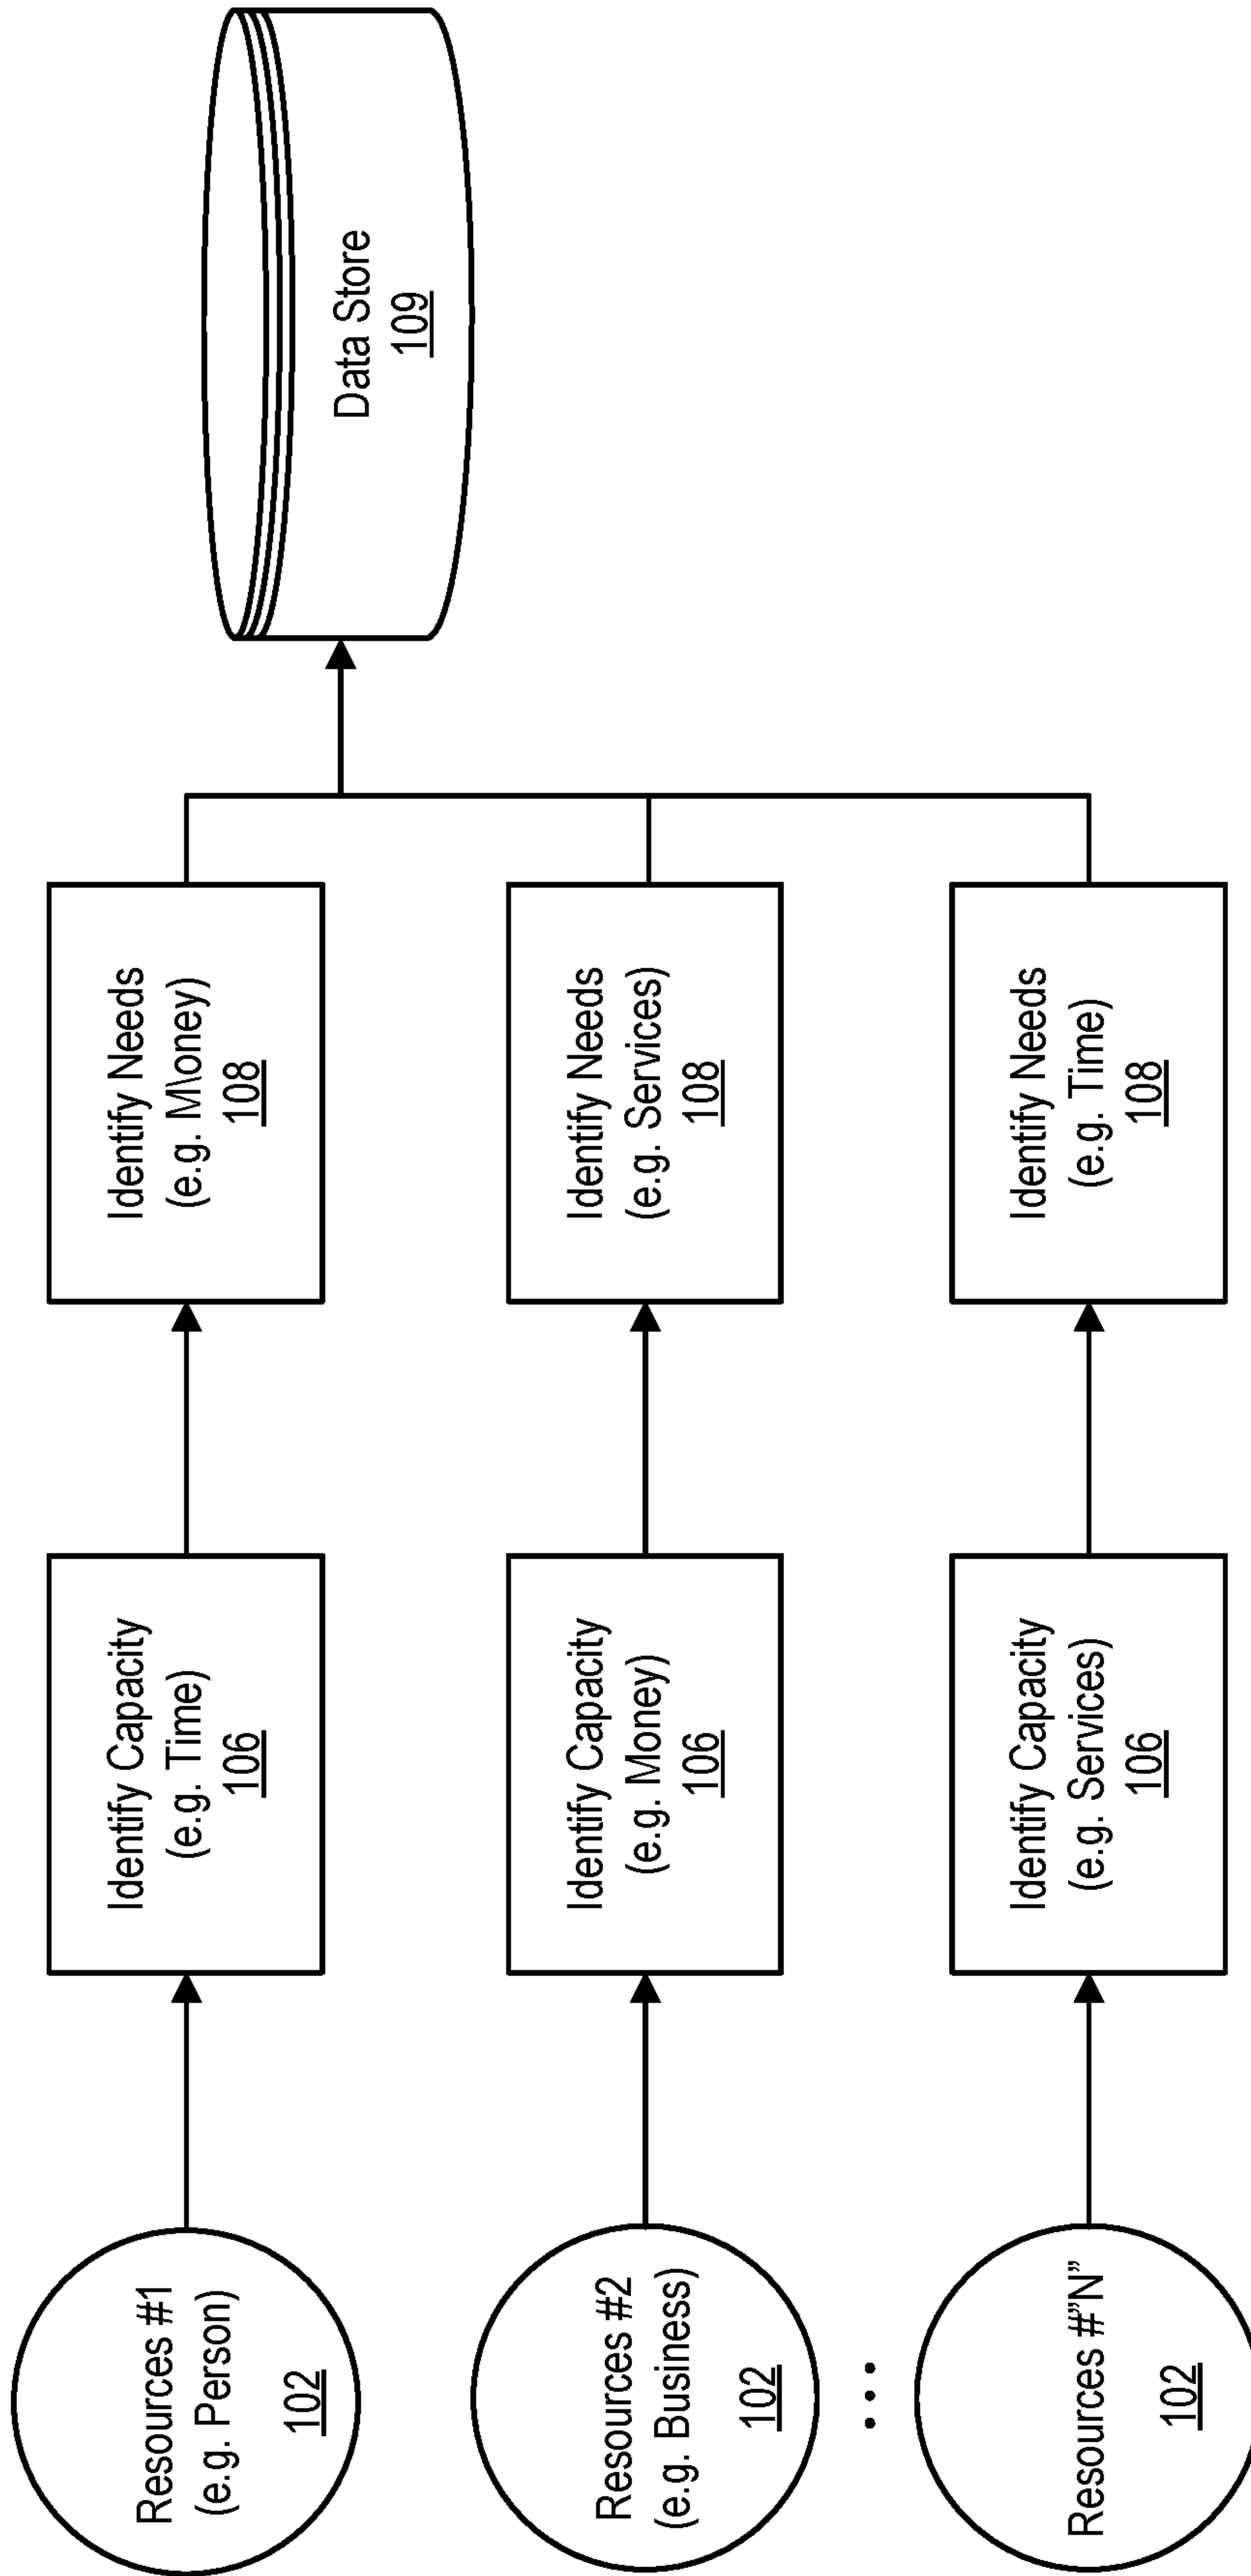 Resources #1
(e.g. Person)
102
Identify Capacity
(e.g. Time)
106
Identify Needs
(e.g. M\oney)
108
Data Store
109
Resources #2
(e.g. Business)
102
Identify Capacity
(e.g. Money)
106
Identify Needs
(e.g. Services)
108
...
Resources #”N”
102
Identify Capacity
(e.g. Services)
106
Identify Needs
(e.g. Time)
108